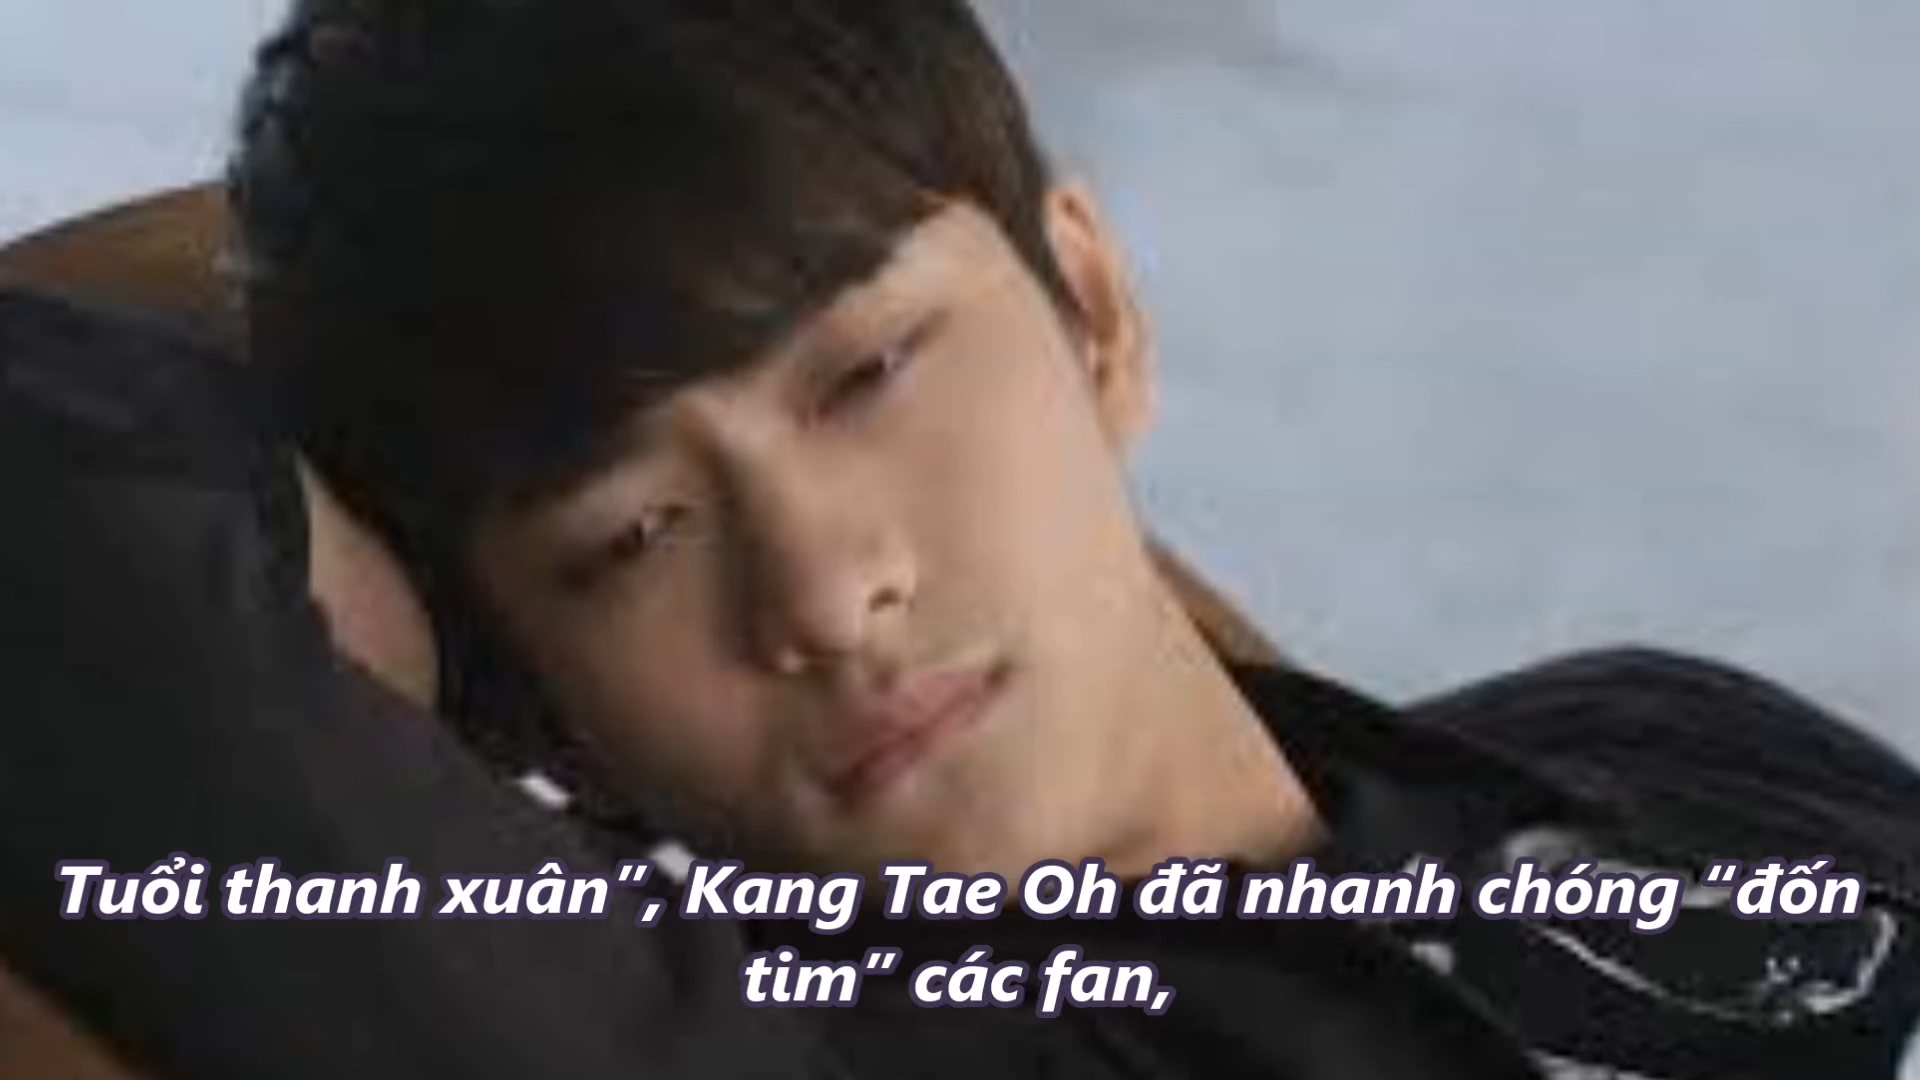 Tuổi thanh xuân”, Kang Tae Oh đã nhanh chóng “đốn
tim” các fan,